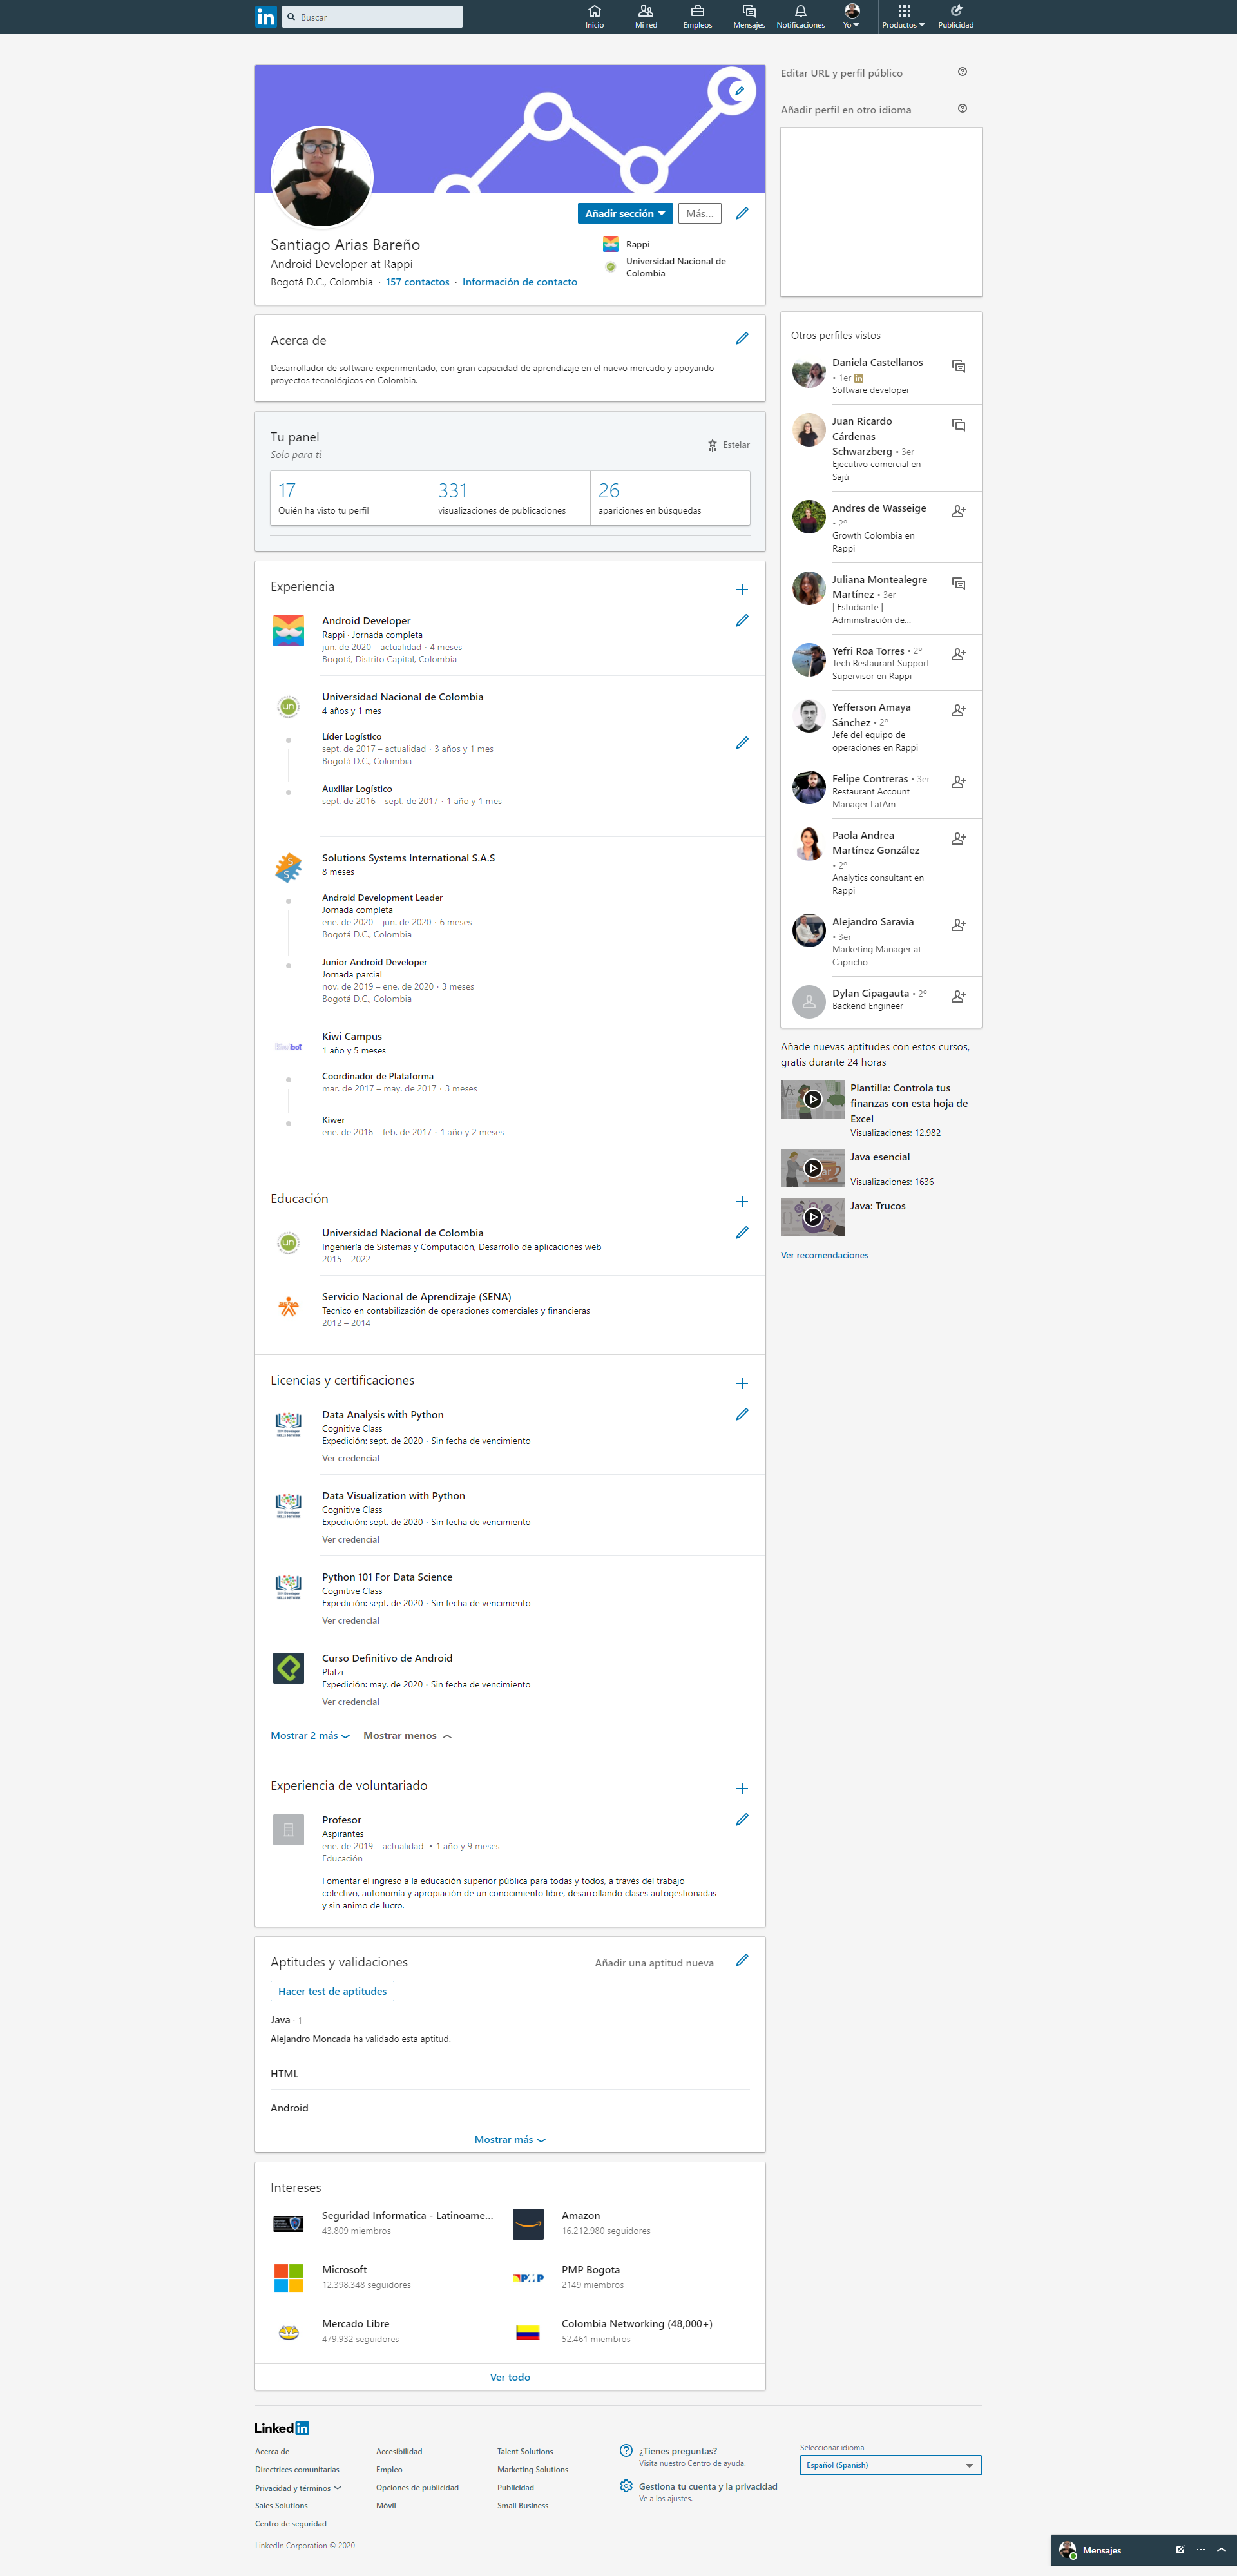 in
Buscar
Inicio
Mi red
Empleos
Mensajes
Notificaciones
Yo
Productos
Publicidad
Añadir sección
Más...
Santiago Arias Bareño
Android Developer at Rappi
Bogotá D.C., Colombia · 157 contactos · Información de contacto
Rappi
Universidad Nacional de
Colombia
Acerca de
Desarrollador de software experimentado, con gran capacidad de aprendizaje en el nuevo mercado y apoyando
proyectos tecnológicos en Colombia.
Tu panel
Solo para ti
Estelar
17
Quién ha visto tu perfil
331
visualizaciones de publicaciones
26
apariciones en búsquedas
Experiencia
Android Developer
Rappi · Jornada completa
jun. de 2020 – actualidad · 4 meses
Bogotá, Distrito Capital, Colombia
Universidad Nacional de Colombia
4 años y 1 mes
Líder Logístico
sept. de 2017 – actualidad · 3 años y 1 mes
Bogotá D.C., Colombia
Auxiliar Logístico
sept. de 2016 – sept. de 2017 · 1 año y 1 mes
Solutions Systems International S.A.S
8 meses
Android Development Leader
Jornada completa
ene. de 2020 – jun. de 2020 · 6 meses
Bogotá D.C., Colombia
Junior Android Developer
Jornada parcial
nov. de 2019 – ene. de 2020 · 3 meses
Bogotá D.C., Colombia
Kiwi Campus
1 año y 5 meses
Coordinador de Plataforma
mar. de 2017 – may. de 2017 · 3 meses
Kiwer
ene. de 2016 – feb. de 2017 · 1 año y 2 meses
Educación
Universidad Nacional de Colombia
Ingeniería de Sistemas y Computación, Desarrollo de aplicaciones web
2015 – 2022
Servicio Nacional de Aprendizaje (SENA)
Tecnico en contabilización de operaciones comerciales y financieras
2012 – 2014
Licencias y certificaciones
Data Analysis with Python
Cognitive Class
Expedición: sept. de 2020 · Sin fecha de vencimiento
Ver credencial
Data Visualization with Python
Cognitive Class
Expedición: sept. de 2020 · Sin fecha de vencimiento
Ver credencial
Python 101 For Data Science
Cognitive Class
Expedición: sept. de 2020 · Sin fecha de vencimiento
Ver credencial
Curso Definitivo de Android
Platzi
Expedición: may. de 2020 · Sin fecha de vencimiento
Ver credencial
Mostrar 2 más
Mostrar menos
Experiencia de voluntariado
Profesor
Aspirantes
ene. de 2019 – actualidad • 1 año y 9 meses
Educación
Fomentar el ingreso a la educación superior pública para todas y todos, a través del trabajo
colectivo, autonomía y apropiación de un conocimiento libre, desarrollando clases autogestionadas
y sin animo de lucro.
Aptitudes y validaciones
Añadir una aptitud nueva
Hacer test de aptitudes
Java · 1
Alejandro Moncada ha validado esta aptitud.
HTML
Android
Mostrar más
Intereses
Seguridad Informatica - Latinoame...
43.809 miembros
Amazon
16.212.980 seguidores
Microsoft
12.398.348 seguidores
PMP Bogota
2149 miembros
Mercado Libre
479.932 seguidores
Colombia Networking (48,000+)
52.461 miembros
Ver todo
Editar URL y perfil público
Añadir perfil en otro idioma
Otros perfiles vistos
Daniela Castellanos
• 1er in
Software developer
Juan Ricardo
Cárdenas
Schwarzberg • 3er
Ejecutivo comercial en
Sajú
Andres de Wasseige
• 2º
Growth Colombia en
Rappi
Juliana Montealegre
Martínez • 3er
| Estudiante |
Administración de...
Yefri Roa Torres • 2º
Tech Restaurant Support
Supervisor en Rappi
Yefferson Amaya
Sánchez • 2º
Jefe del equipo de
operaciones en Rappi
Felipe Contreras • 3er
Restaurant Account
Manager LatAm
Paola Andrea
Martínez González
• 2º
Analytics consultant en
Rappi
Alejandro Saravia
• 3er
Marketing Manager at
Capricho
Dylan Cipagauta • 2º
Backend Engineer
Añade nuevas aptitudes con estos cursos,
gratis durante 24 horas
Plantilla: Controla tus
finanzas con esta hoja de
Excel
Visualizaciones: 12.982
Java esencial
Visualizaciones: 1636
Java: Trucos
Ver recomendaciones
Linked in
Acerca de
Directrices comunitarias
Privacidad y términos
Sales Solutions
Centro de seguridad
Accesibilidad
Empleo
Opciones de publicidad
Móvil
Talent Solutions
Marketing Solutions
Publicidad
Small Business
¿Tienes preguntas?
Visita nuestro Centro de ayuda.
Gestiona tu cuenta y la privacidad
Ve a los ajustes.
Seleccionar idioma
Español (Spanish)
LinkedIn Corporation © 2020
Mensajes